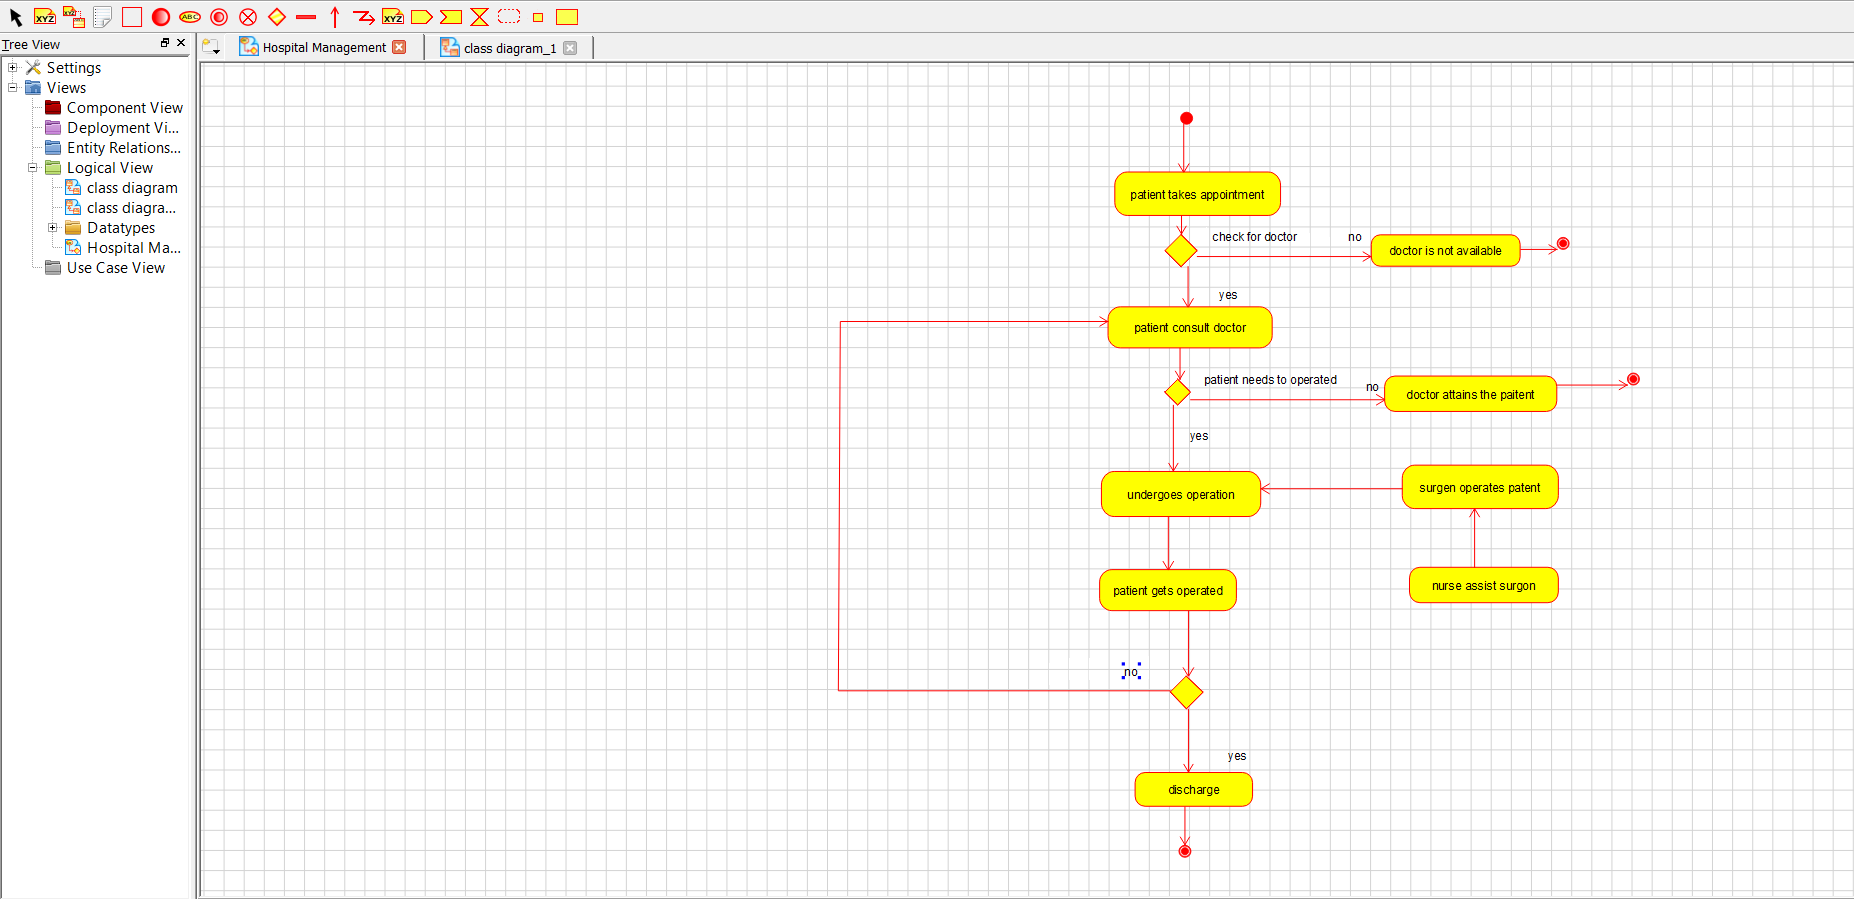 XYZ
XYZ
ABC
XYZ
Tree View
Hospital Management
class diagram_1
Settings
Views
Component View
Deployment Vi...
Entity Relations...
Logical View
class diagram
class diagra...
Datatypes
Hospital Ma...
Use Case View
patient takes appointment
check for doctor
no
doctor is not available
yes
patient consult doctor
patient needs to operated
no
doctor attains the paitent
yes
undergoes operation
surgen operates patent
patient gets operated
nurse assist surgon
no
yes
discharge